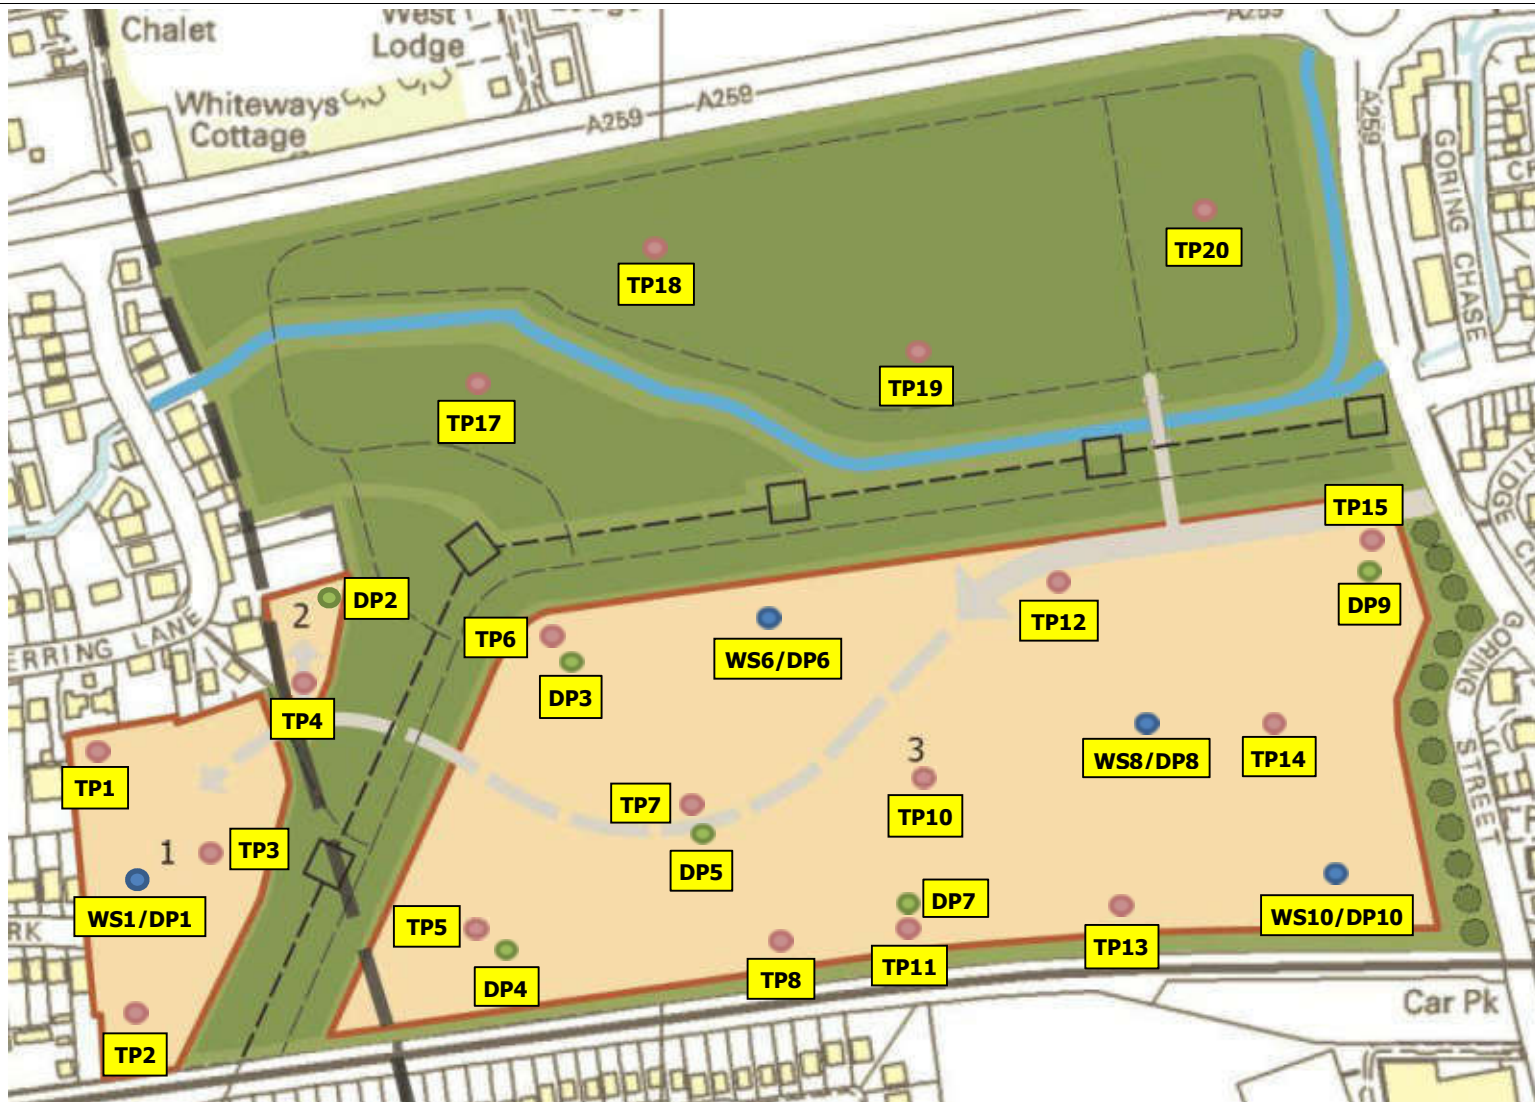 Chalet
West
Lodge
Whiteways
Cottage
A259
A259
A259
GORING CHASE
TP20
TP18
TP19
TP17
TP15
DP2
2
DP9
TP6
WS6/DP6
TP12
DP3
ERRING LANE
GORING
STREET
TP4
3
WS8/DP8
TP14
TP1
TP7
TP10
1
TP3
DP5
DP7
WS1/DP1
WS10/DP10
RK
TP5
TP13
TP11
TP8
DP4
Car Pk
TP2